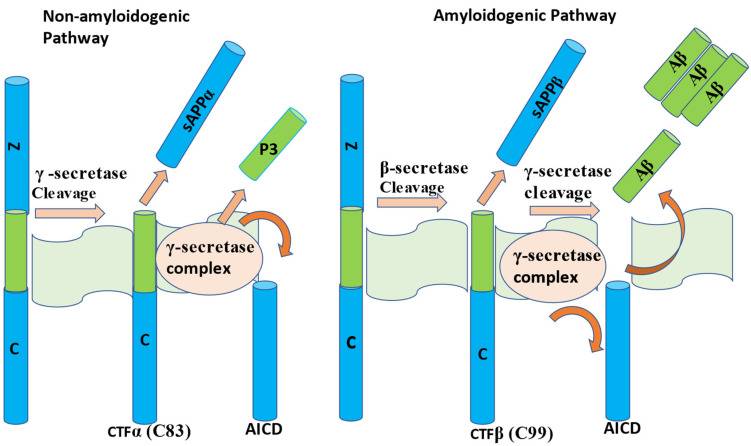 Non-amyloidogenic
Pathway
sAPPα
P3
Z
γ -secretase
Cleavage
γ-secretase
complex
C
C
CTFα (C83)
AICD
Amyloidogenic Pathway
sAPPβ
Aβ
Aβ
Aβ
Z
β-secretase
Cleavage
γ-secretase
cleavage
Aβ
γ-secretase
complex
C
C
CTFβ (C99)
AICD